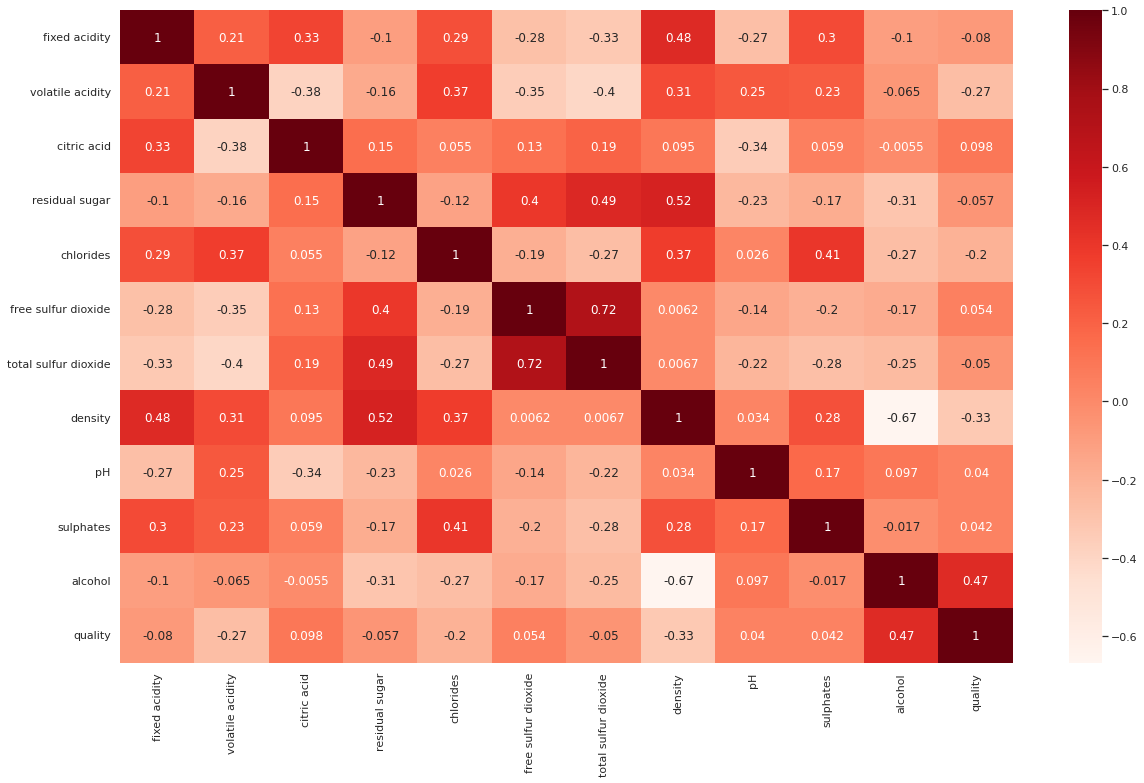 fixed acidity 1 0.21 0.33 -0.1 0.29 -0.28 -0.33 0.48 -0.27 0.3 -0.1 -0.08
volatile acidity 0.21 1 -0.38 -0.16 0.37 -0.35 -0.4 0.31 0.25 0.23 -0.065 -0.27
citric acid 0.33 -0.38 1 0.15 0.055 0.13 0.19 0.095 -0.34 0.059 -0.0055 0.098
residual sugar -0.1 -0.16 0.15 1 -0.12 0.4 0.49 0.52 -0.23 -0.17 -0.31 -0.057
chlorides 0.29 0.37 0.055 -0.12 1 -0.19 -0.27 0.37 0.026 0.41 -0.27 -0.2
free sulfur dioxide -0.28 -0.35 0.13 0.4 -0.19 1 0.72 0.0062 -0.14 -0.2 -0.17 0.054
total sulfur dioxide -0.33 -0.4 0.19 0.49 -0.27 0.72 1 0.0067 -0.22 -0.28 -0.25 -0.05
density 0.48 0.31 0.095 0.52 0.37 0.0062 0.0067 1 0.034 0.28 -0.67 -0.33
pH -0.27 0.25 -0.34 -0.23 0.026 -0.14 -0.22 0.034 1 0.17 0.097 0.04
sulphates 0.3 0.23 0.059 -0.17 0.41 -0.2 -0.28 0.28 0.17 1 -0.017 0.042
alcohol -0.1 -0.065 -0.0055 -0.31 -0.27 -0.17 -0.25 -0.67 0.097 -0.017 1 0.47
quality -0.08 -0.27 0.098 -0.057 -0.2 0.054 -0.05 -0.33 0.04 0.042 0.47 1
fixed acidity
volatile acidity
citric acid
residual sugar
chlorides
free sulfur dioxide
total sulfur dioxide
density
pH
sulphates
alcohol
quality
1.0
0.8
0.6
0.4
0.2
0.0
−0.2
−0.4
−0.6